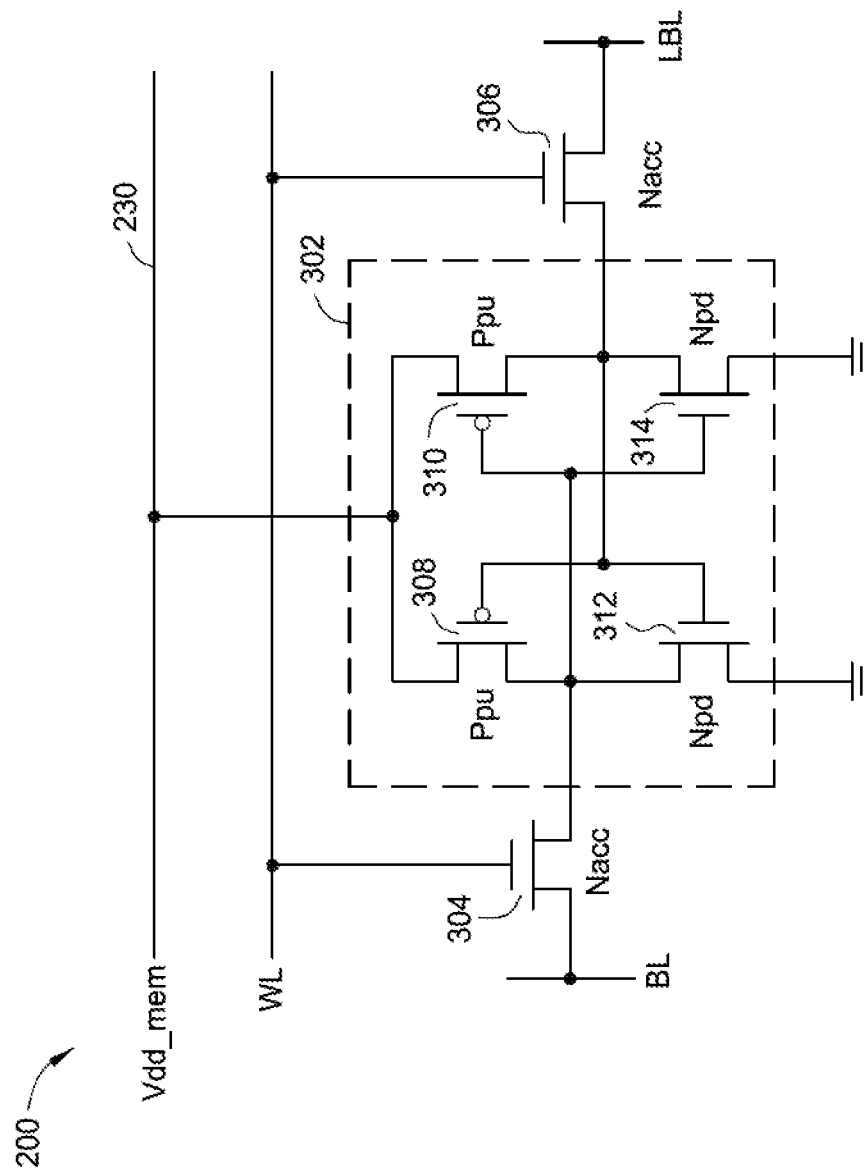 200
Vdd_mem
230
WL
302
306
Nacc
LBL
304
Nacc
BL
308
Ppu
310
Ppu
312
Npd
314
Npd